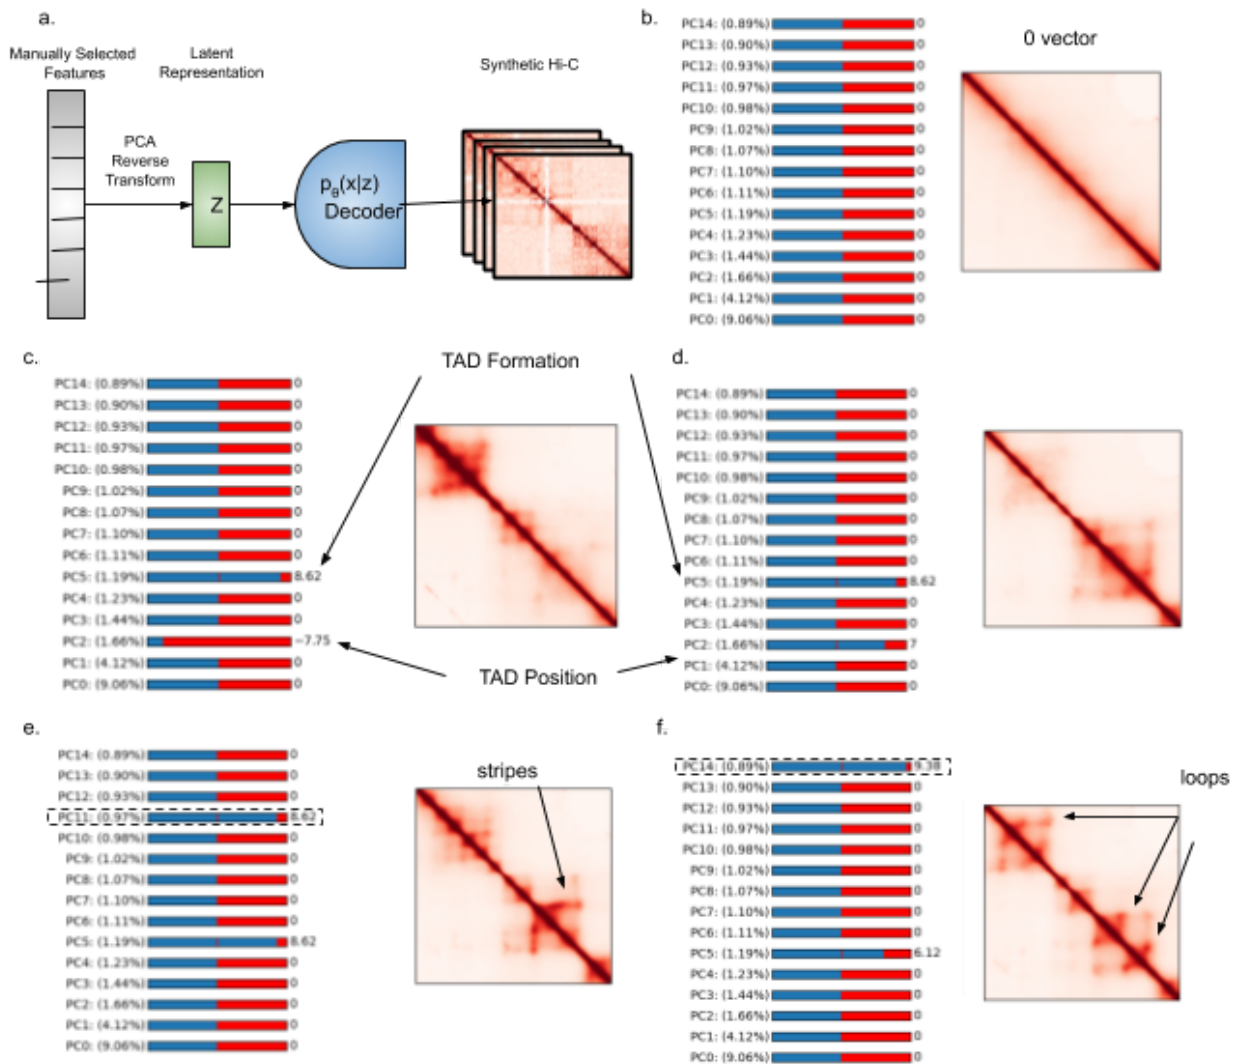 a.
Manually Selected
Features
Latent
Representation
Synthetic Hi-C
PCA
Reverse
Transform
Z
pθ(x|z)
Decoder
b.
0 vector
PC14: (0.89%) 0
PC13: (0.90%) 0
PC12: (0.93%) 0
PC11: (0.97%) 0
PC10: (0.98%) 0
PC9: (1.02%) 0
PC8: (1.07%) 0
PC7: (1.10%) 0
PC6: (1.11%) 0
PC5: (1.19%) 0
PC4: (1.23%) 0
PC3: (1.44%) 0
PC2: (1.66%) 0
PC1: (4.12%) 0
PC0: (9.06%) 0
c.
TAD Formation
PC14: (0.89%) 0
PC13: (0.90%) 0
PC12: (0.93%) 0
PC11: (0.97%) 0
PC10: (0.98%) 0
PC9: (1.02%) 0
PC8: (1.07%) 0
PC7: (1.10%) 0
PC6: (1.11%) 0
PC5: (1.19%) 8.62
PC4: (1.23%) 0
PC3: (1.44%) 0
PC2: (1.66%) −7.75
PC1: (4.12%) 0
PC0: (9.06%) 0
TAD Position
d.
PC14: (0.89%) 0
PC13: (0.90%) 0
PC12: (0.93%) 0
PC11: (0.97%) 0
PC10: (0.98%) 0
PC9: (1.02%) 0
PC8: (1.07%) 0
PC7: (1.10%) 0
PC6: (1.11%) 0
PC5: (1.19%) 8.62
PC4: (1.23%) 0
PC3: (1.44%) 0
PC2: (1.66%) 7
PC1: (4.12%) 0
PC0: (9.06%) 0
e.
stripes
PC14: (0.89%) 0
PC13: (0.90%) 0
PC12: (0.93%) 0
PC11: (0.97%) 8.62
PC10: (0.98%) 0
PC9: (1.02%) 0
PC8: (1.07%) 0
PC7: (1.10%) 0
PC6: (1.11%) 0
PC5: (1.19%) 8.62
PC4: (1.23%) 0
PC3: (1.44%) 0
PC2: (1.66%) 0
PC1: (4.12%) 0
PC0: (9.06%) 0
f.
loops
PC14: (0.89%) 9.38
PC13: (0.90%) 0
PC12: (0.93%) 0
PC11: (0.97%) 0
PC10: (0.98%) 0
PC9: (1.02%) 0
PC8: (1.07%) 0
PC7: (1.10%) 0
PC6: (1.11%) 0
PC5: (1.19%) 6.12
PC4: (1.23%) 0
PC3: (1.44%) 0
PC2: (1.66%) 0
PC1: (4.12%) 0
PC0: (9.06%) 0